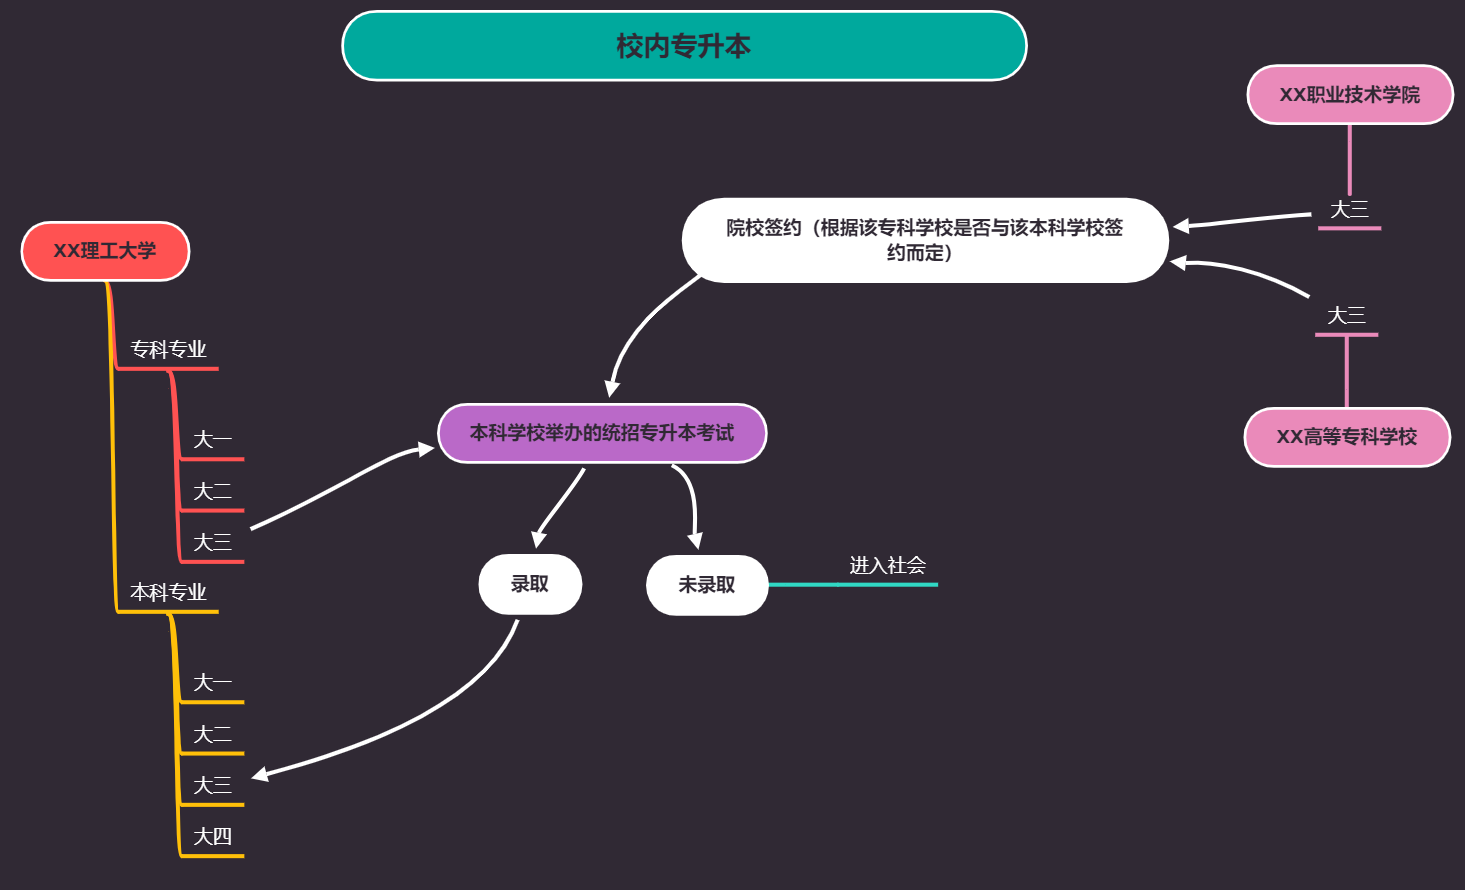 校内专升本
XX职业技术学院
大三
院校签约（根据该专科学校是否与该本科学校签
约而定）
XX理工大学
大三
专科专业
XX高等专科学校
本科学校举办的统招专升本考试
大一
大二
大三
进入社会
录取
未录取
本科专业
大一
大二
大三
大四